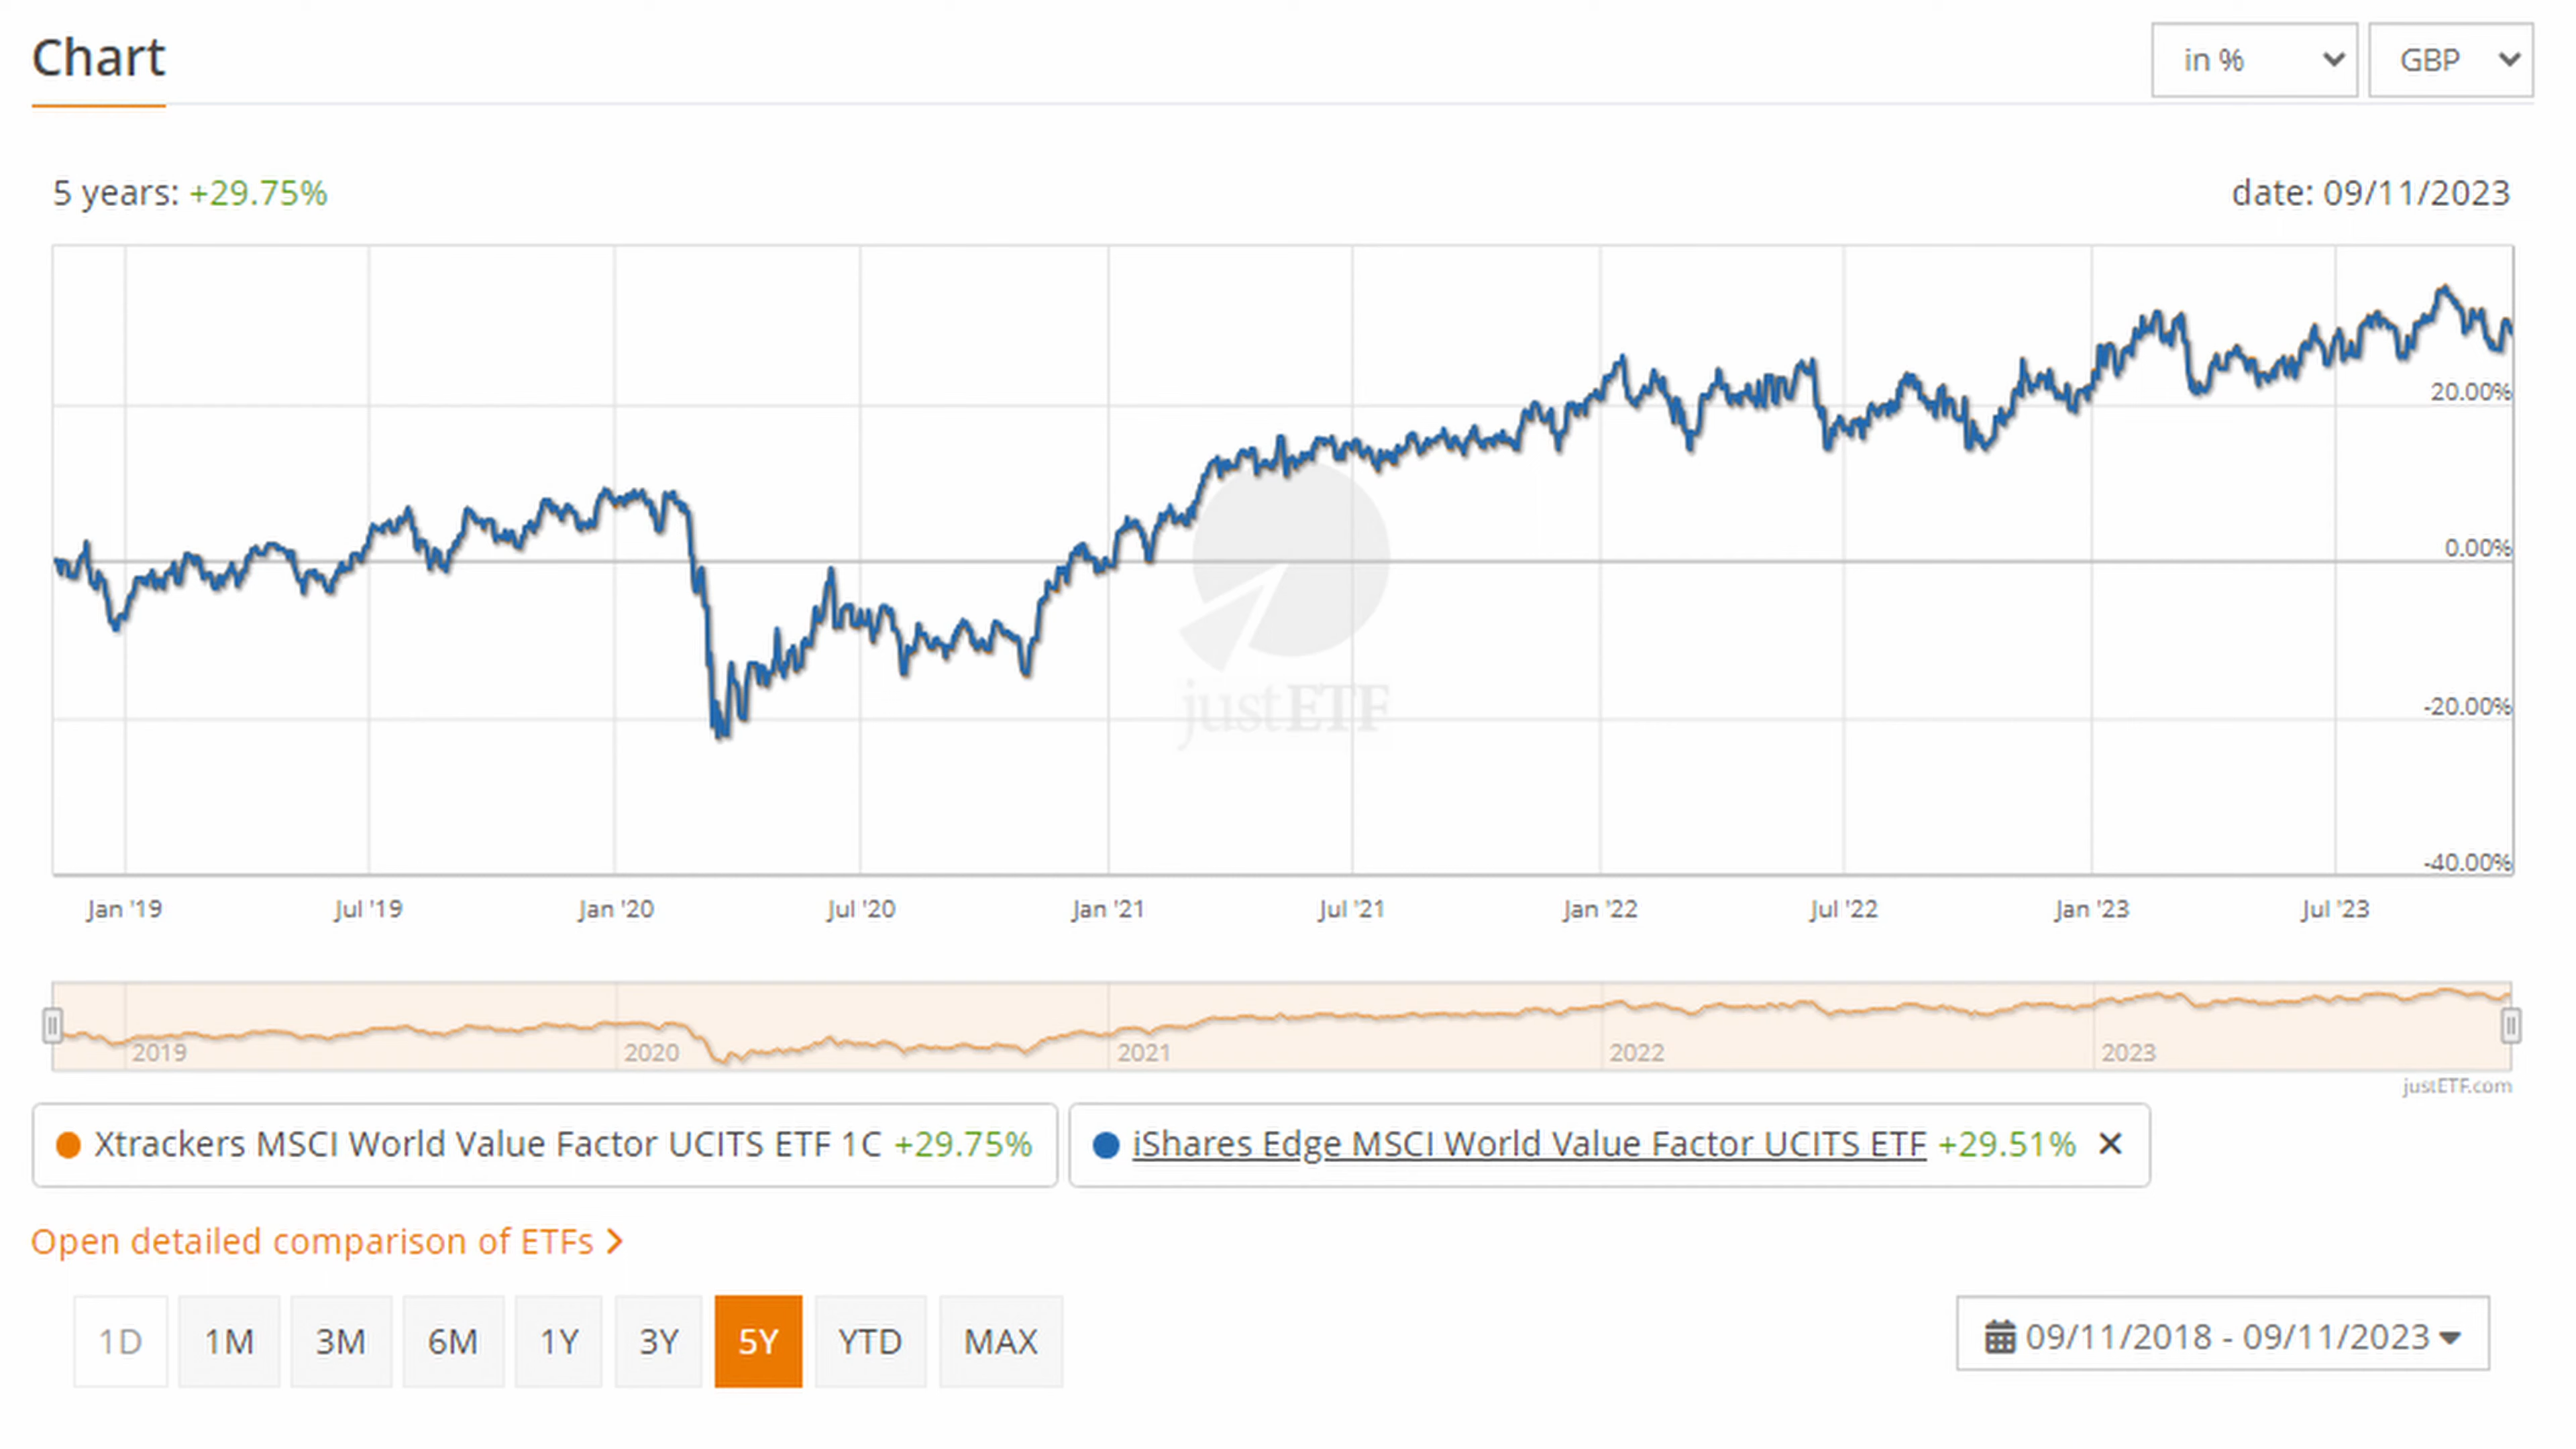 Chart
in %
GBP
5 years: +29.75%
date: 09/11/2023
20.00%
0.00%
-20.00%
-40.00%
justETF
Jan '19 Jul '19 Jan '20 Jul '20 Jan '21 Jul '21 Jan '22 Jul '22 Jan '23 Jul '23
2019 2020 2021 2022 2023
justETF.com
Xtrackers MSCI World Value Factor UCITS ETF 1C +29.75%
iShares Edge MSCI World Value Factor UCITS ETF +29.51% ✕
Open detailed comparison of ETFs >
1D 1M 3M 6M 1Y 3Y 5Y YTD MAX
09/11/2018 - 09/11/2023